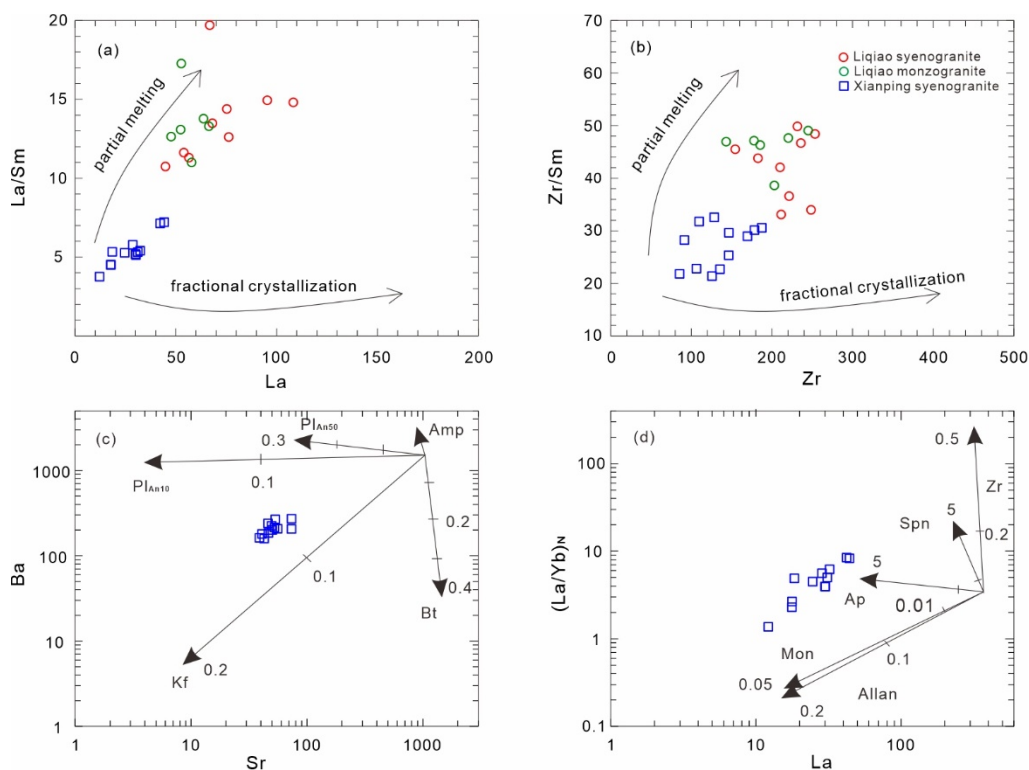 (a)
20
15
10
5
La/Sm
partial melting
fractional crystallization
0
50
100
150
200
La
(b)
Liqiao syenogranite
Liqiao monzogranite
Xianping syenogranite
70
60
50
40
30
20
10
Zr/Sm
partial melting
fractional crystallization
0
100
200
300
400
500
Zr
(c)
PlAn50
Amp
0.3
PlAn10
0.1
0.2
0.1
0.4
Bt
0.2
Kf
1000
100
10
1
Ba
1
10
100
1000
Sr
(d)
0.5
Zr
5
Spn
0.2
5
Ap
0.01
0.1
Mon
0.05
Allan
0.2
100
10
1
0.1
(La/Yb)N
1
10
100
La